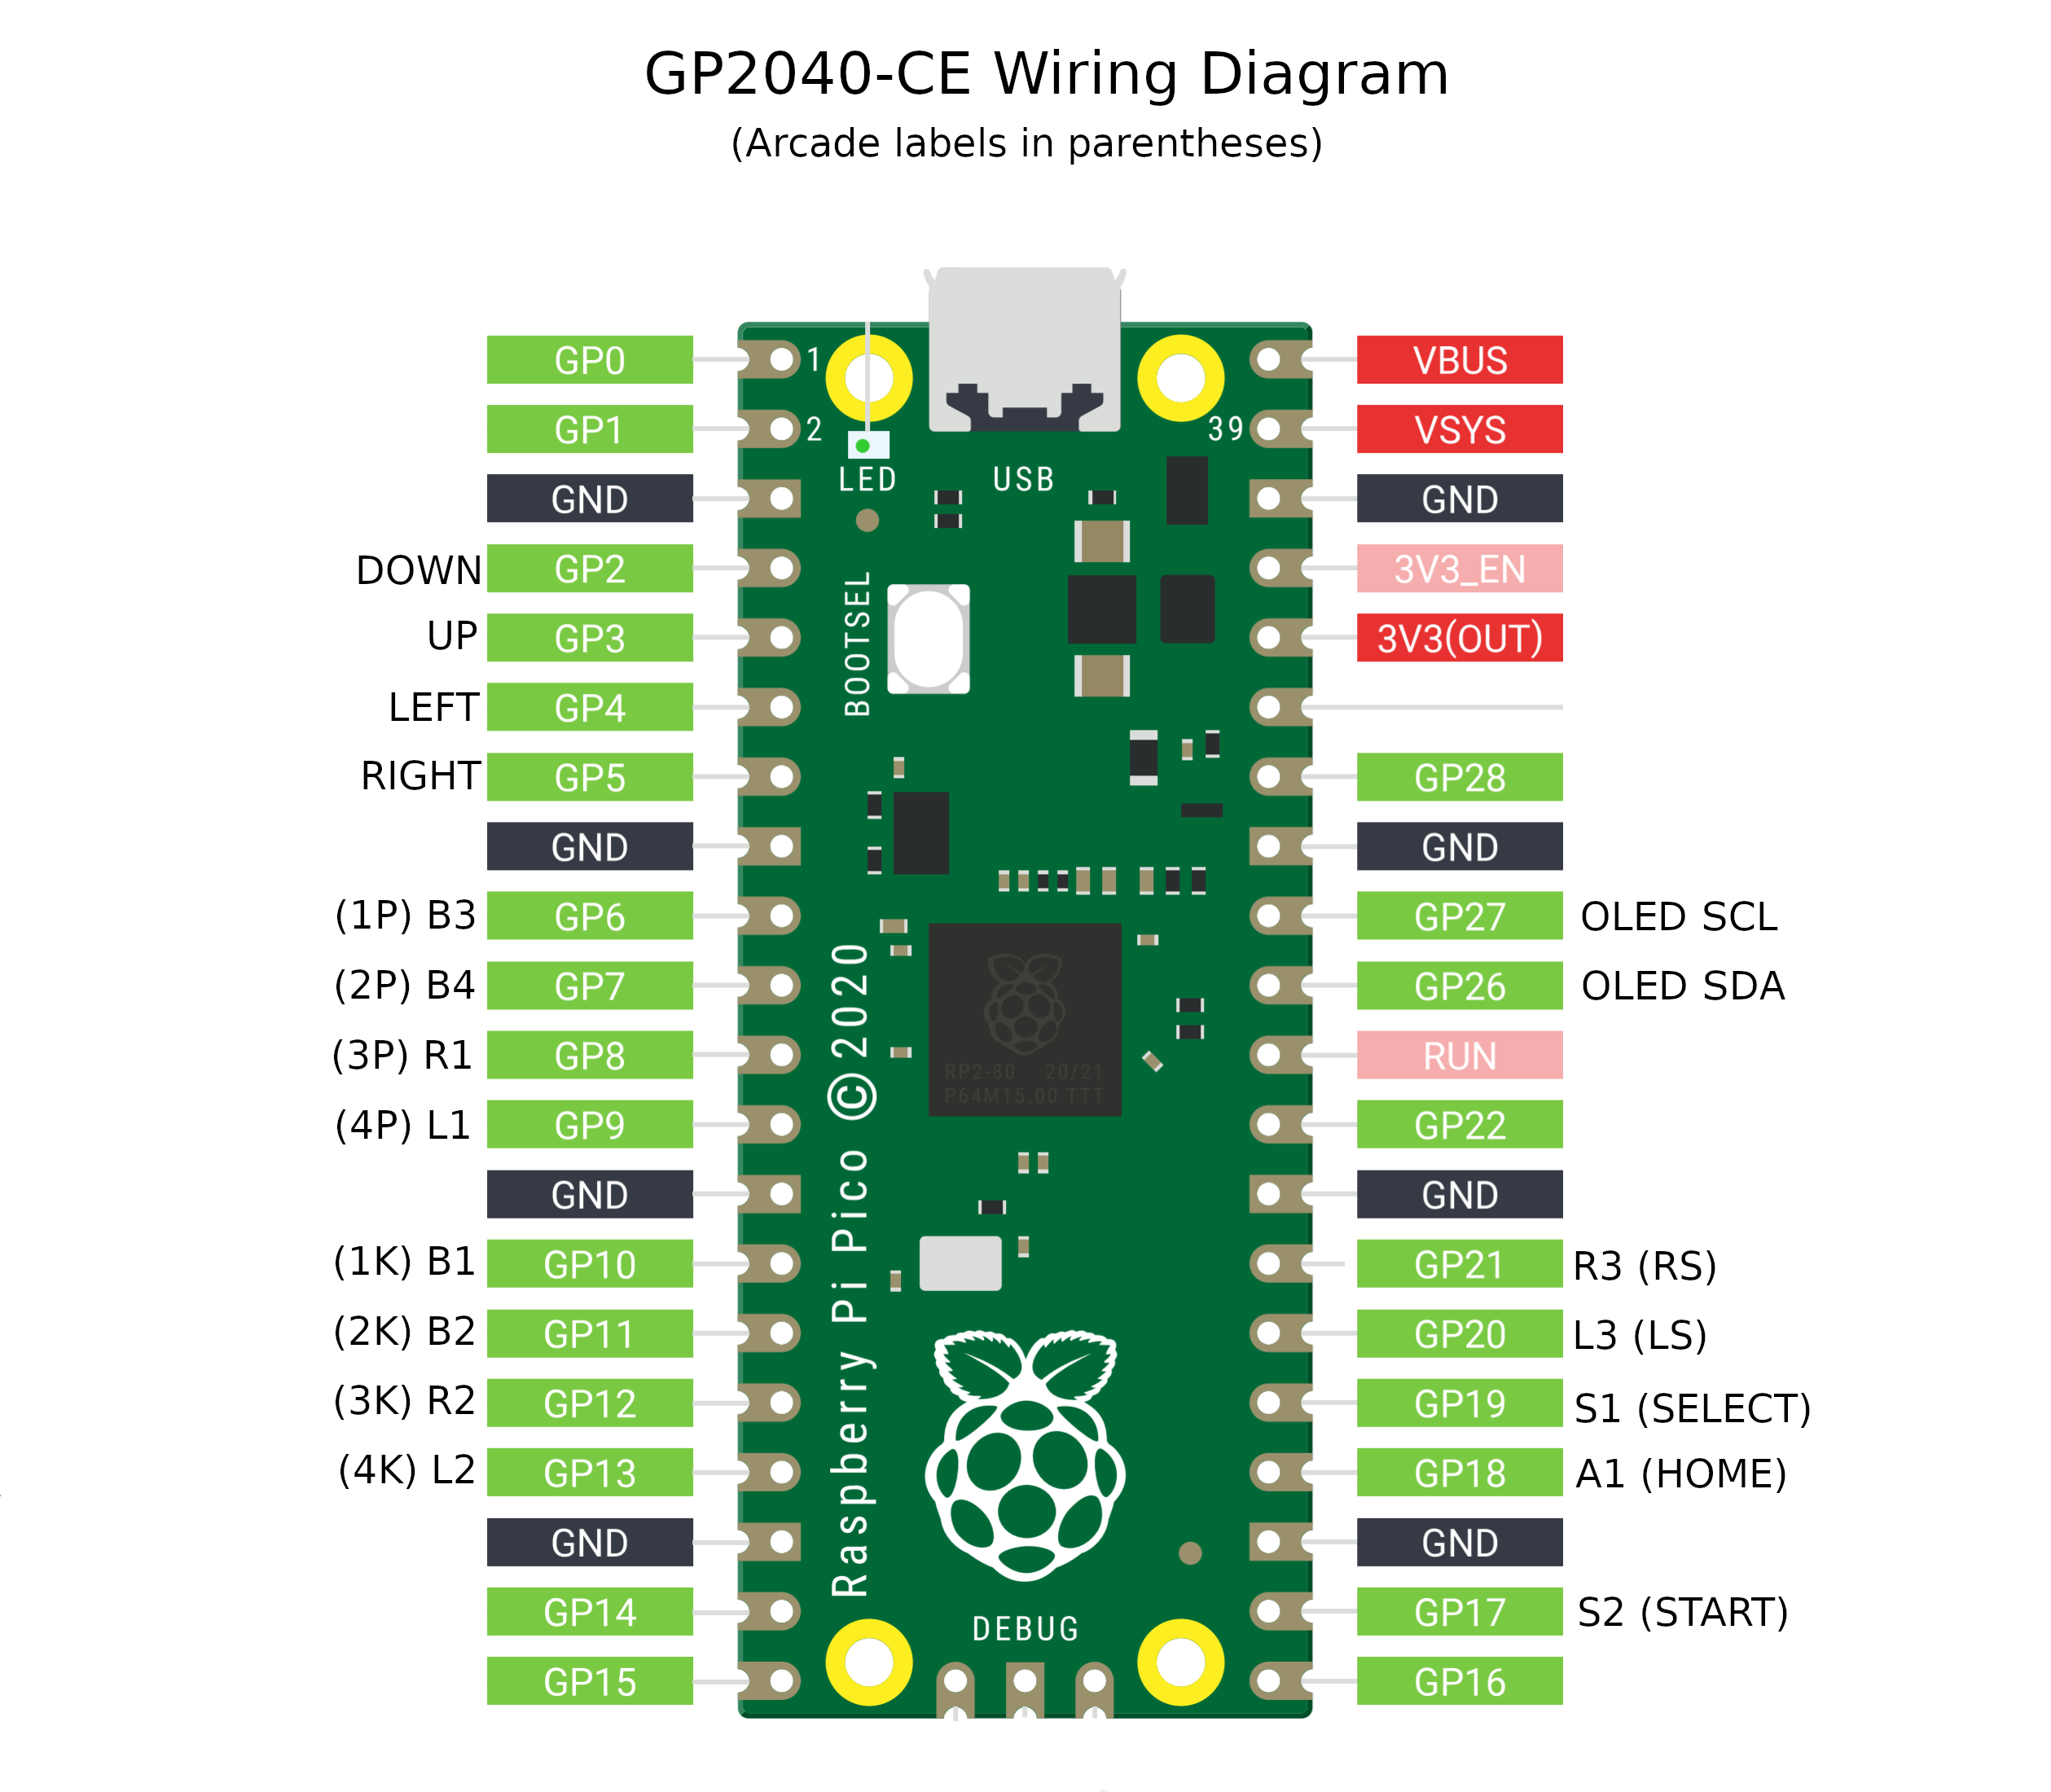 GP2040-CE Wiring Diagram
(Arcade labels in parentheses)
GP0 1 VBUS
GP1 2 39 VSYS
GND LED USB GND
DOWN GP2 3V3_EN
BOOTSEL
UP GP3 3V3(OUT)
LEFT GP4
RIGHT GP5 GP28
GND GND
(1P) B3 GP6 GP27 OLED SCL
(2P) B4 GP7 GP26 OLED SDA
(3P) R1 GP8 RUN
RP2-80 20/21
P64M15.00 TTT
(4P) L1 GP9 GP22
GND GND
Raspberry Pi Pico ©2020
(1K) B1 GP10 GP21 R3 (RS)
(2K) B2 GP11 GP20 L3 (LS)
(3K) R2 GP12 GP19 S1 (SELECT)
(4K) L2 GP13 GP18 A1 (HOME)
GND GND
GP14 DEBUG GP17 S2 (START)
GP15 GP16